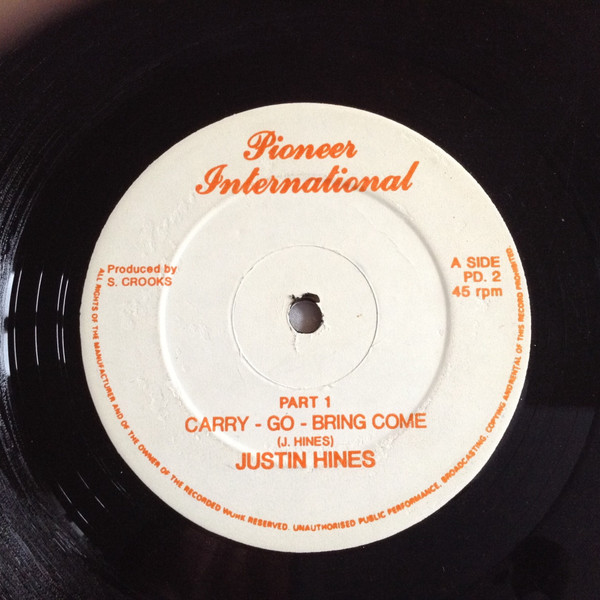 Pioneer
International
Produced by
S. CROOKS
A SIDE
PD. 2
45 rpm
PART 1
CARRY - GO - BRING COME
(J. HINES)
JUSTIN HINES
ALL RIGHTS OF THE MANUFACTURER AND OF THE OWNER OF THE RECORDED WORK RESERVED. UNAUTHORISED PUBLIC PERFORMANCE, BROADCASTING, COPYING ANDRENTAL OF THIS RECORD PROHIBITED.